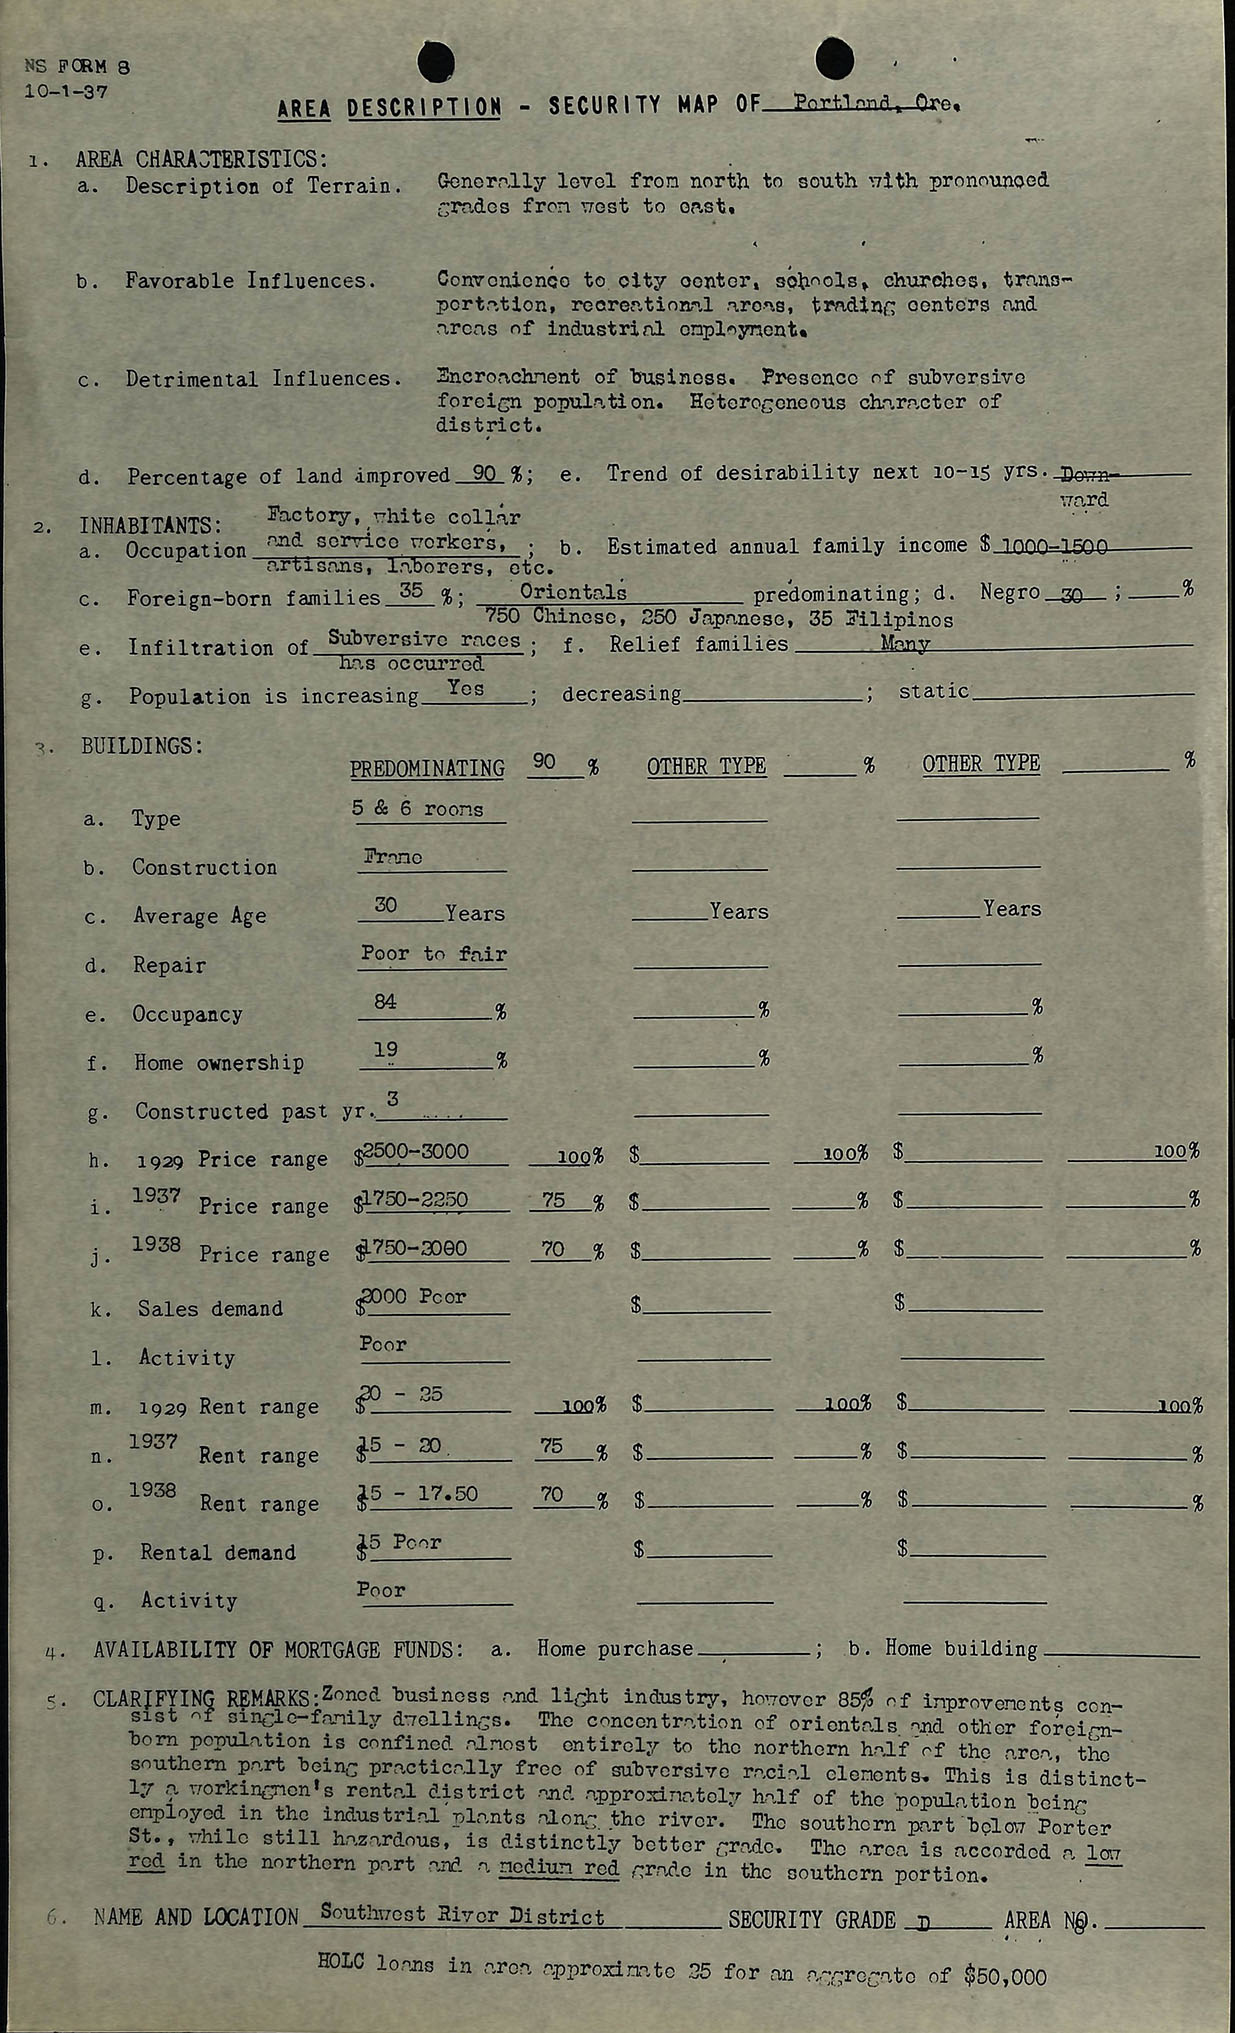 NS FORM 8
10-1-37
AREA DESCRIPTION - SECURITY MAP OF Portland, Ore.
1. AREA CHARACTERISTICS:
a. Description of Terrain. Generally level from north to south with pronounced
grades from west to east.
b. Favorable Influences. Convenience to city center, schools, churches, trans-
portation, recreational areas, trading centers and
areas of industrial employment.
c. Detrimental Influences. Encroachment of business. Presence of subversive
foreign population. Heterogeneous character of
district.
d. Percentage of land improved 90 %; e. Trend of desirability next 10-15 yrs. Down-
ward
2. INHABITANTS: Factory, white collar
a. Occupation and service workers, ; b. Estimated annual family income $ 1000-1500
artisans, laborers, etc.
c. Foreign-born families 35 %; Orientals predominating; d. Negro 30 ; %
750 Chinese, 250 Japanese, 35 Filipinos
e. Infiltration of Subversive races ; f. Relief families Many
has occurred
g. Population is increasing Yes ; decreasing ; static
3. BUILDINGS:
PREDOMINATING 90 % OTHER TYPE % OTHER TYPE %
a. Type 5 & 6 rooms
b. Construction Frame
c. Average Age 30 Years Years Years
d. Repair Poor to fair
e. Occupancy 84 % % %
f. Home ownership 19 % % %
g. Constructed past yr. 3
h. 1929 Price range $2500-3000 100% $ 100% $ 100%
i. 1937 Price range $1750-2250 75 % $ % $ %
j. 1938 Price range $1750-2000 70 % $ % $ %
k. Sales demand $2000 Poor $ $
l. Activity Poor
m. 1929 Rent range $20 - 25 100% $ 100% $ 100%
n. 1937 Rent range $15 - 20 75 % $ % $ %
o. 1938 Rent range $15 - 17.50 70 % $ % $ %
p. Rental demand $15 Poor $ $
q. Activity Poor
4. AVAILABILITY OF MORTGAGE FUNDS: a. Home purchase ; b. Home building
5. CLARIFYING REMARKS: Zoned business and light industry, however 85% of improvements con-
sist of single-family dwellings. The concentration of orientals and other foreign-
born population is confined almost entirely to the northern half of the area, the
southern part being practically free of subversive racial elements. This is distinct-
ly a workingmen's rental district and approximately half of the population being
employed in the industrial plants along the river. The southern part below Porter
St., while still hazardous, is distinctly better grade. The area is accorded a low
red in the northern part and a medium red grade in the southern portion.
6. NAME AND LOCATION Southwest River District SECURITY GRADE D AREA NO.
HOLC loans in area approximate 25 for an aggregate of $50,000